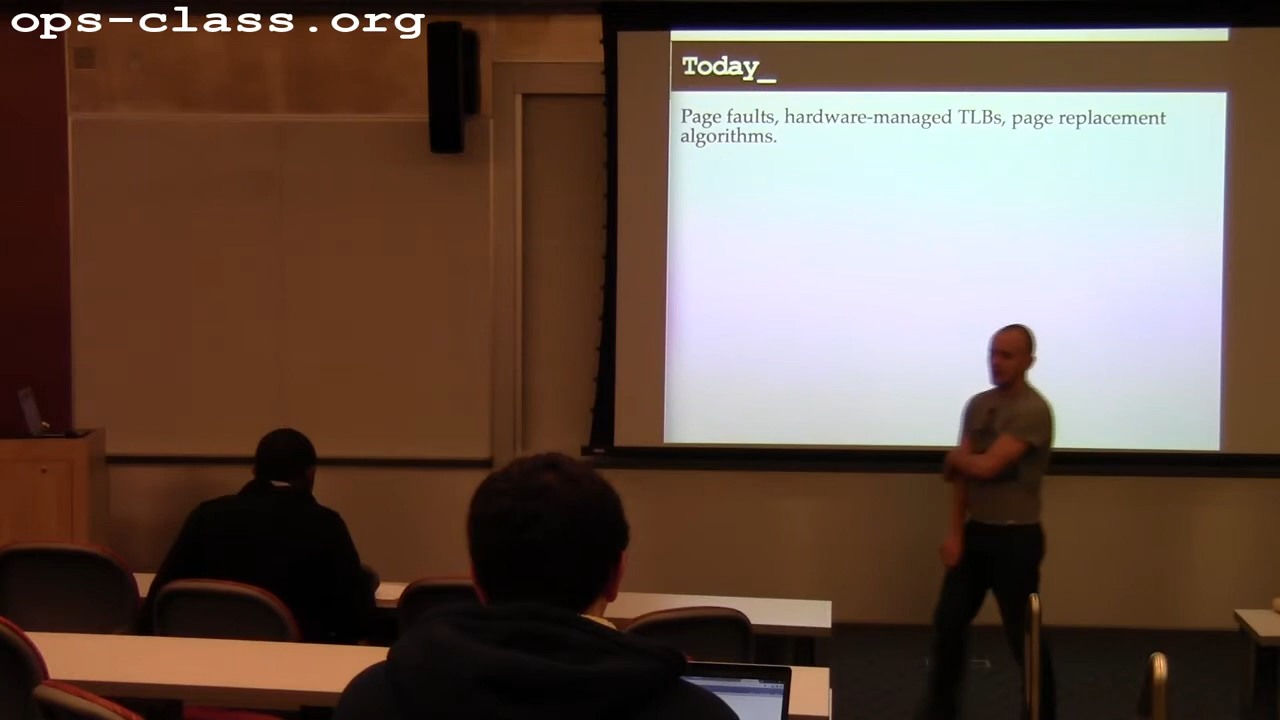 ops-class.org
Today_
Page faults, hardware-managed TLBs, page replacement
algorithms.